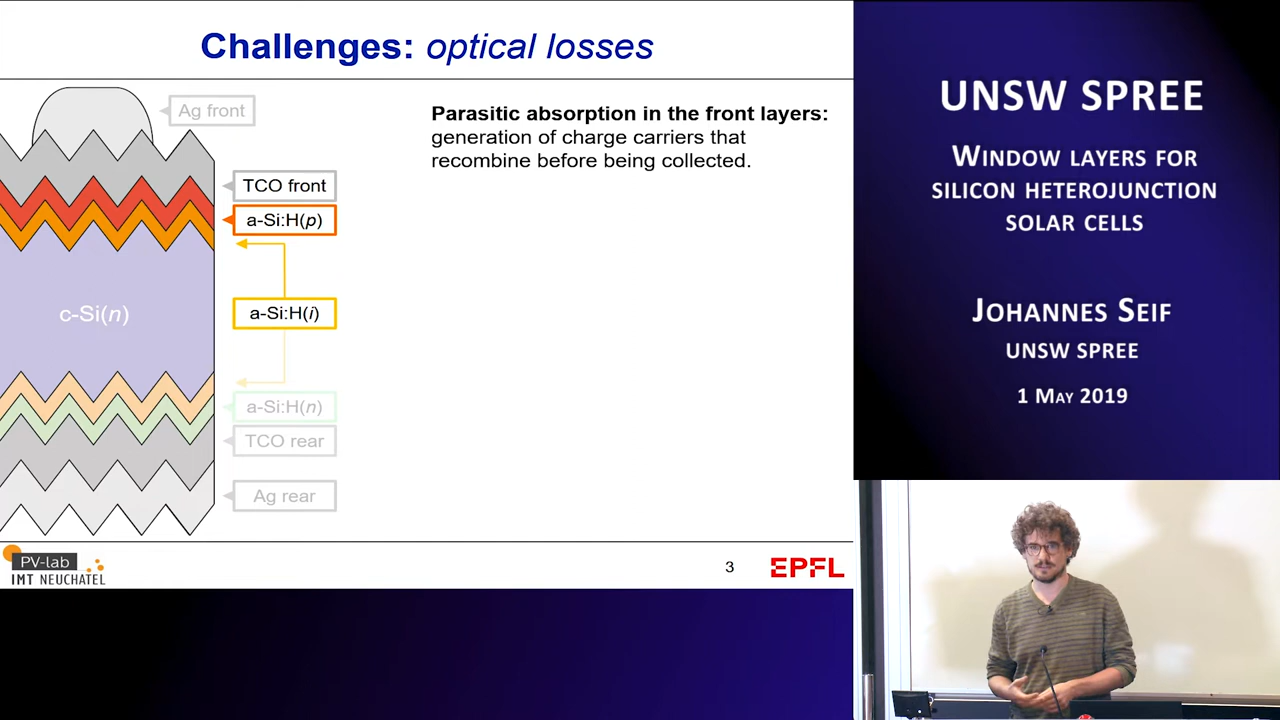 Challenges: optical losses
Ag front
TCO front
a-Si:H(p)
c-Si(n)
a-Si:H(i)
a-Si:H(n)
TCO rear
Ag rear
Parasitic absorption in the front layers:
generation of charge carriers that
recombine before being collected.
PV-lab
IMT NEUCHATEL
3
EPFL
UNSW SPREE
WINDOW LAYERS FOR
SILICON HETEROJUNCTION
SOLAR CELLS
JOHANNES SEIF
UNSW SPREE
1 MAY 2019